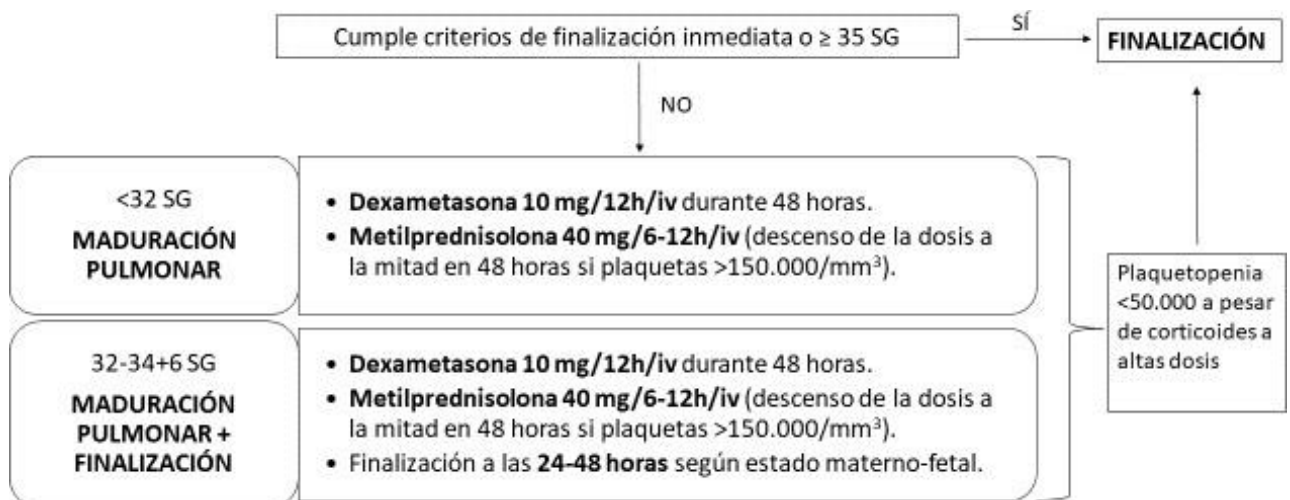 Cumple criterios de finalización inmediata o ≥ 35 SG
SÍ
FINALIZACIÓN
NO
<32 SG
MADURACIÓN
PULMONAR
• Dexametasona 10 mg/12h/iv durante 48 horas.
• Metilprednisolona 40 mg/6-12h/iv (descenso de la dosis a
la mitad en 48 horas si plaquetas >150.000/mm³).
32-34+6 SG
MADURACIÓN
PULMONAR +
FINALIZACIÓN
• Dexametasona 10 mg/12h/iv durante 48 horas.
• Metilprednisolona 40 mg/6-12h/iv (descenso de la dosis a
la mitad en 48 horas si plaquetas >150.000/mm³).
• Finalización a las 24-48 horas según estado materno-fetal.
Plaquetopenia
<50.000 a pesar
de corticoides a
altas dosis